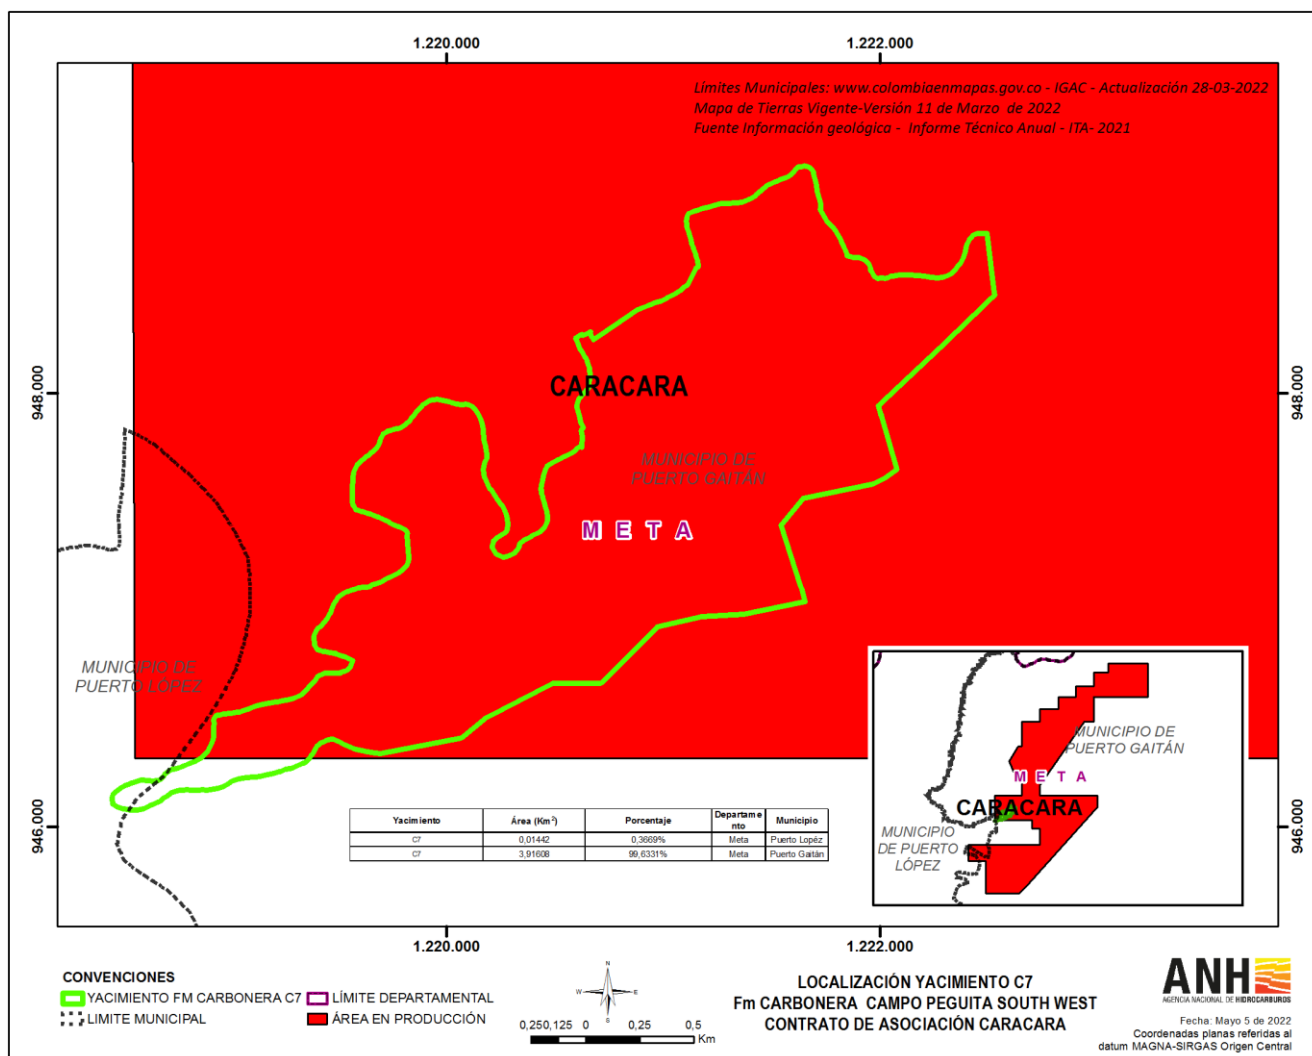 1.220.000 1.222.000
Límites Municipales: www.colombiaenmapas.gov.co - IGAC - Actualización 28-03-2022
Mapa de Tierras Vigente-Versión 11 de Marzo de 2022
Fuente Información geológica - Informe Técnico Anual - ITA- 2021
948.000 948.000
CARACARA
MUNICIPIO DE
PUERTO GAITÁN
M E T A
MUNICIPIO DE
PUERTO LÓPEZ
946.000 946.000
Yacimiento Área (Km²) Porcentaje Departame nto Municipio
C7 0,01442 0,3669% Meta Puerto Lopéz
C7 3,91608 99,6331% Meta Puerto Gaitán
MUNICIPIO DE
PUERTO GAITÁN
M E T A
CARACARA
MUNICIPIO
DE PUERTO
LÓPEZ
1.220.000 1.222.000
CONVENCIONES
YACIMIENTO FM CARBONERA C7
LÍMITE DEPARTAMENTAL
LIMITE MUNICIPAL
ÁREA EN PRODUCCIÓN
N
W E
S
0,250,125 0 0,25 0,5
Km
LOCALIZACIÓN YACIMIENTO C7
Fm CARBONERA CAMPO PEGUITA SOUTH WEST
CONTRATO DE ASOCIACIÓN CARACARA
ANH
AGENCIA NACIONAL DE HIDROCARBUROS
Fecha: Mayo 5 de 2022
Coordenadas planas referidas al
datum MAGNA-SIRGAS Origen Central